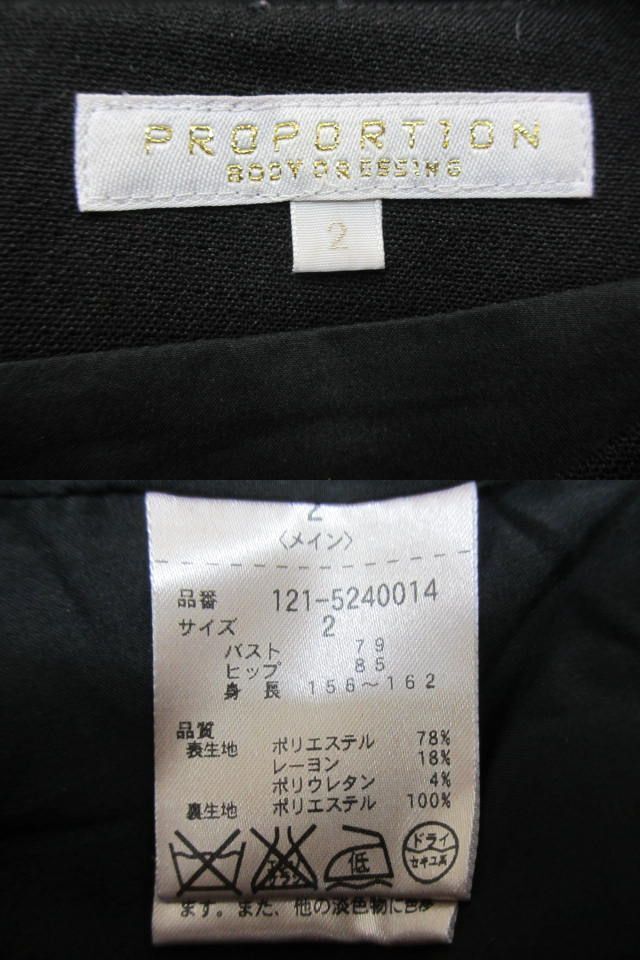 PROPORTION
BODY DRESSING
2
2
〈メイン〉
品番 121-5240014
サイズ 2
バスト 79
ヒップ 85
身長 156～162
品質
表生地 ポリエステル 78%
レーヨン 18%
ポリウレタン 4%
裏生地 ポリエステル 100%
低
ドライ
セキユ系
ます。また、他の淡色物に色移